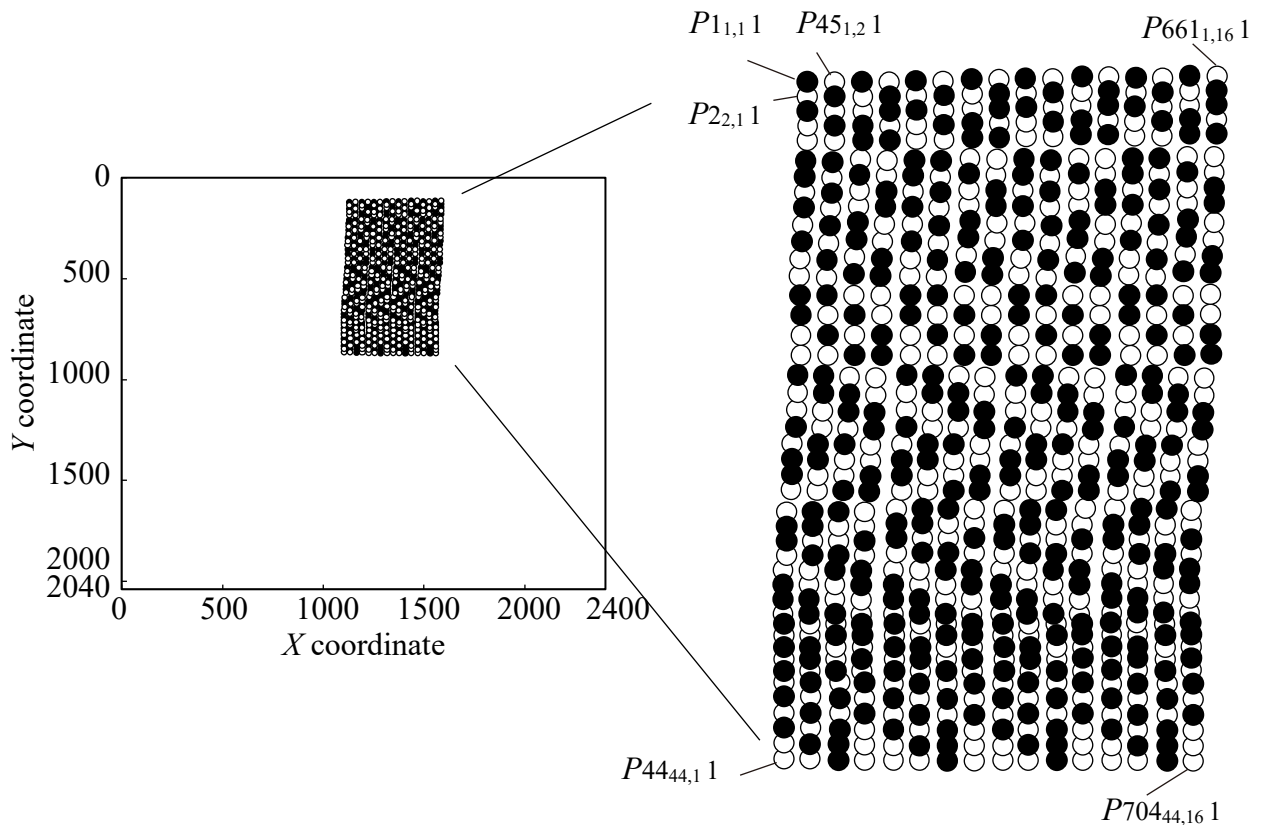 P1₁,₁ 1 P45₁,₂ 1 P661₁,₁₆ 1
P2₂,₁ 1
0
500
1000
1500
2000
2040
0 500 1000 1500 2000 2400
Y coordinate
X coordinate
P44₄₄,₁ 1
P704₄₄,₁₆ 1